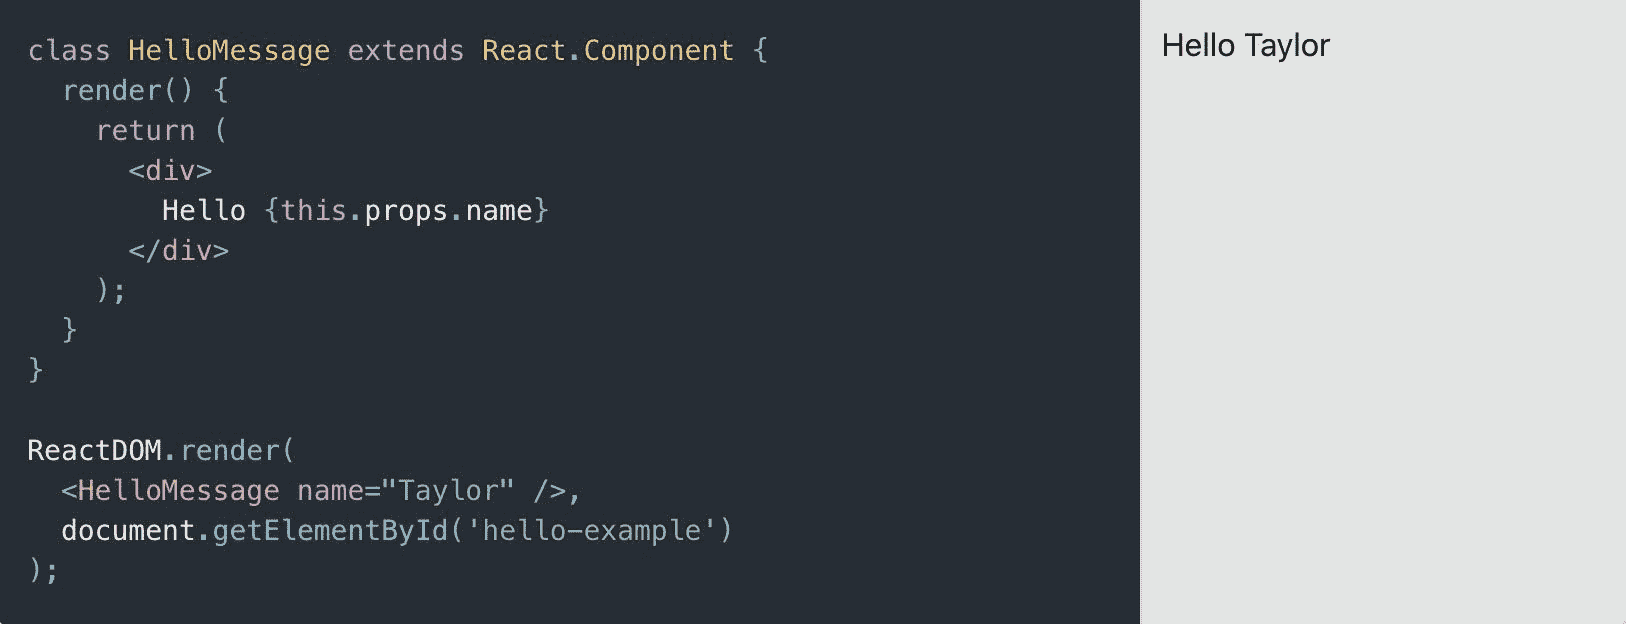 class HelloMessage extends React.Component {
  render() {
    return (
      <div>
        Hello {this.props.name}
      </div>
    );
  }
}

ReactDOM.render(
  <HelloMessage name="Taylor" />,
  document.getElementById('hello-example')
);
Hello Taylor